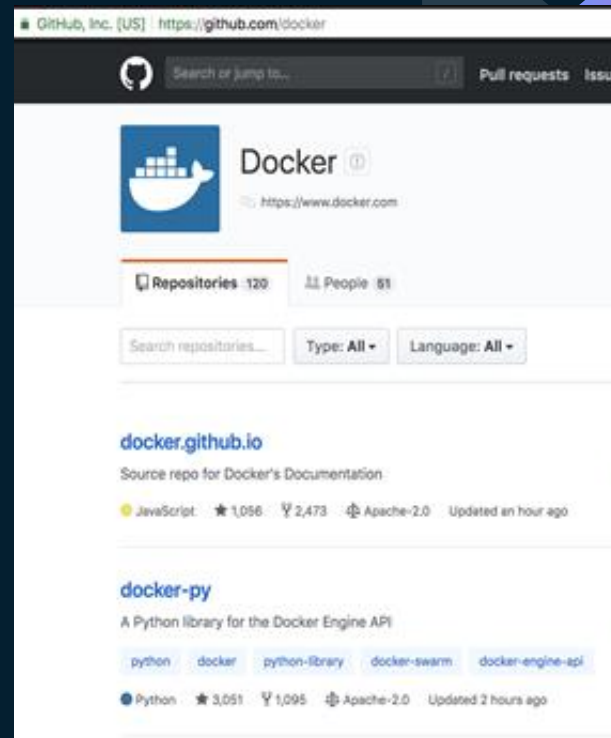 GitHub, Inc. [US] https://github.com/docker
Search or jump to... / Pull requests Issu
Docker
https://www.docker.com
Repositories 120 People 51
Search repositories... Type: All Language: All
docker.github.io
Source repo for Docker's Documentation
JavaScript 1,056 2,473 Apache-2.0 Updated an hour ago
docker-py
A Python library for the Docker Engine API
python docker python-library docker-swarm docker-engine-api
Python 3,051 1,095 Apache-2.0 Updated 2 hours ago